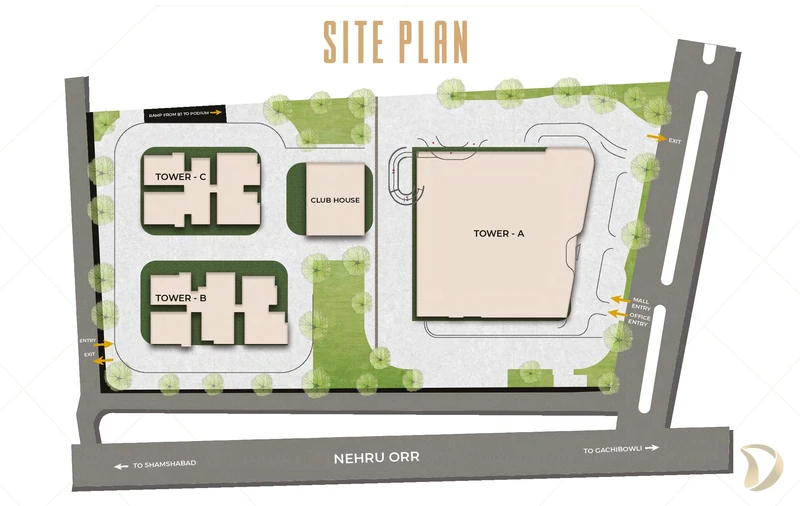 SITE PLAN
RAMP FROM B1 TO PODIUM
EXIT
TOWER - C
CLUB HOUSE
TOWER - A
TOWER - B
MALL
ENTRY
OFFICE
ENTRY
ENTRY
EXIT
TO SHAMSHABAD
NEHRU ORR
TO GACHIBOWLI